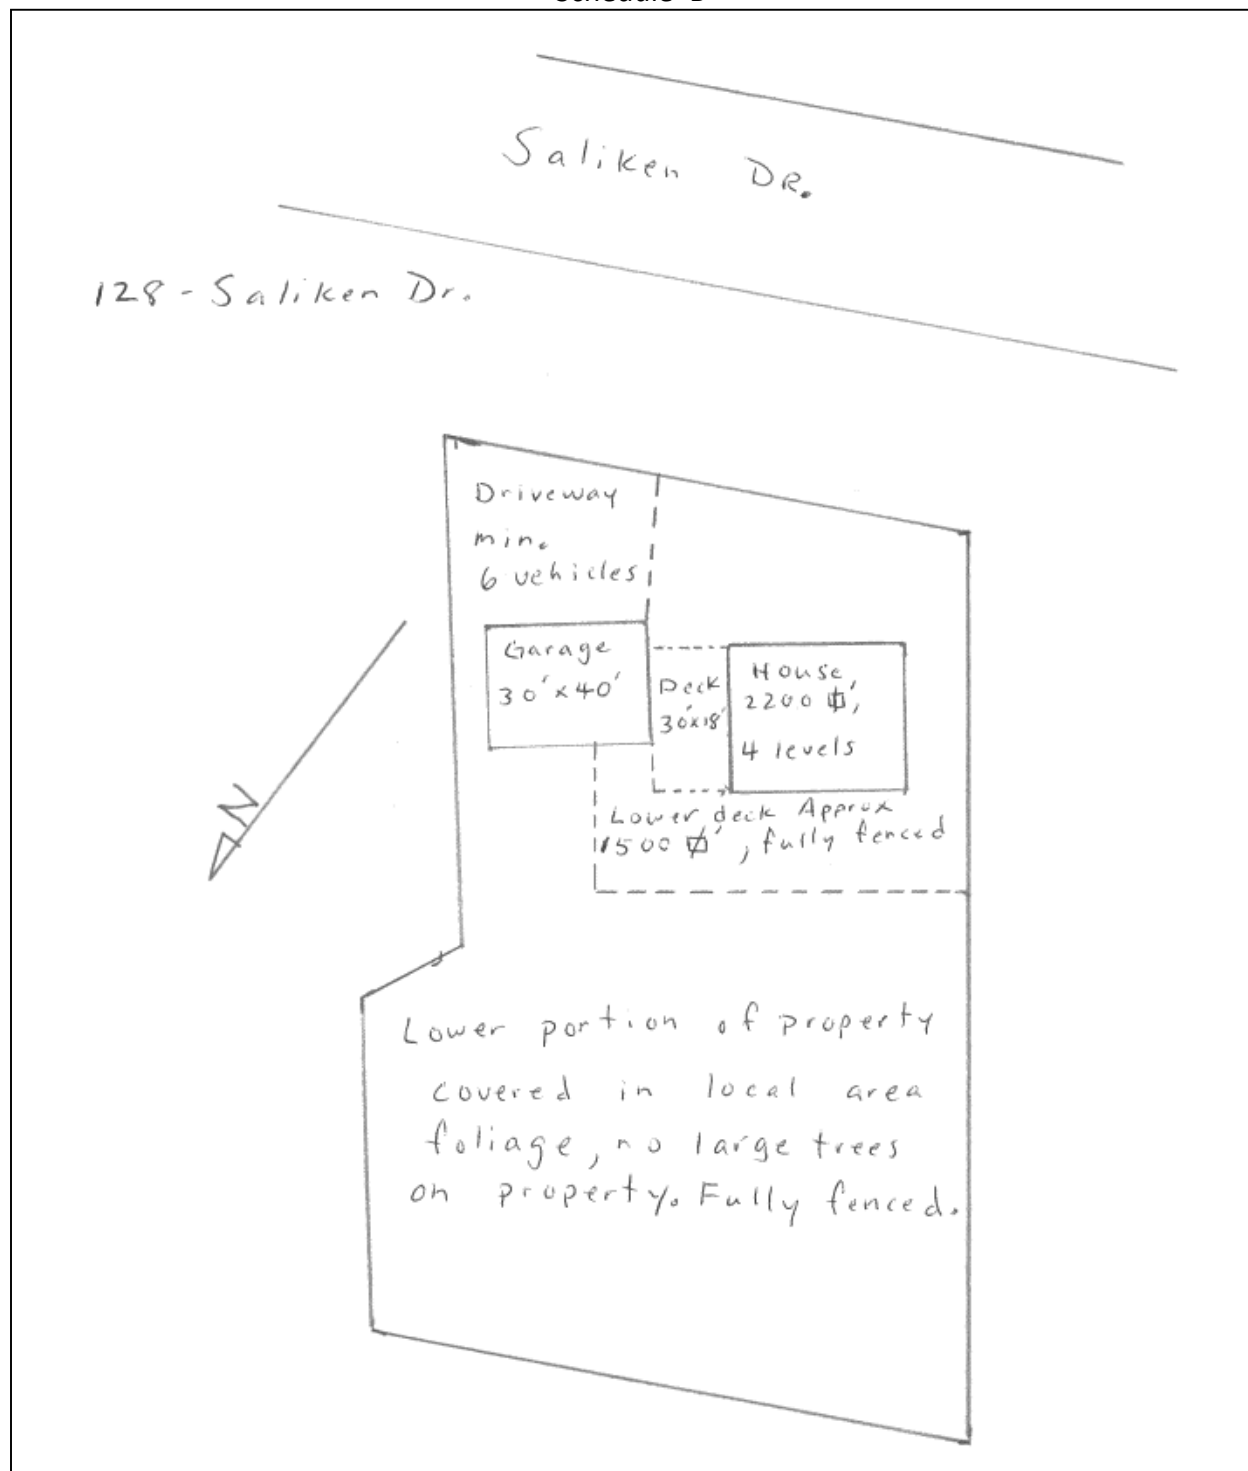 Saliken DR.
128 - Saliken Dr.
Driveway
min.
6 vehicles
Garage
30' x 40'
Deck
30'x18'
House,
2200 ⏍',
4 levels
Lower deck Approx
1500 ⏍', fully fenced
N
Lower portion of property
covered in local area
foliage, no large trees
on property. Fully fenced.